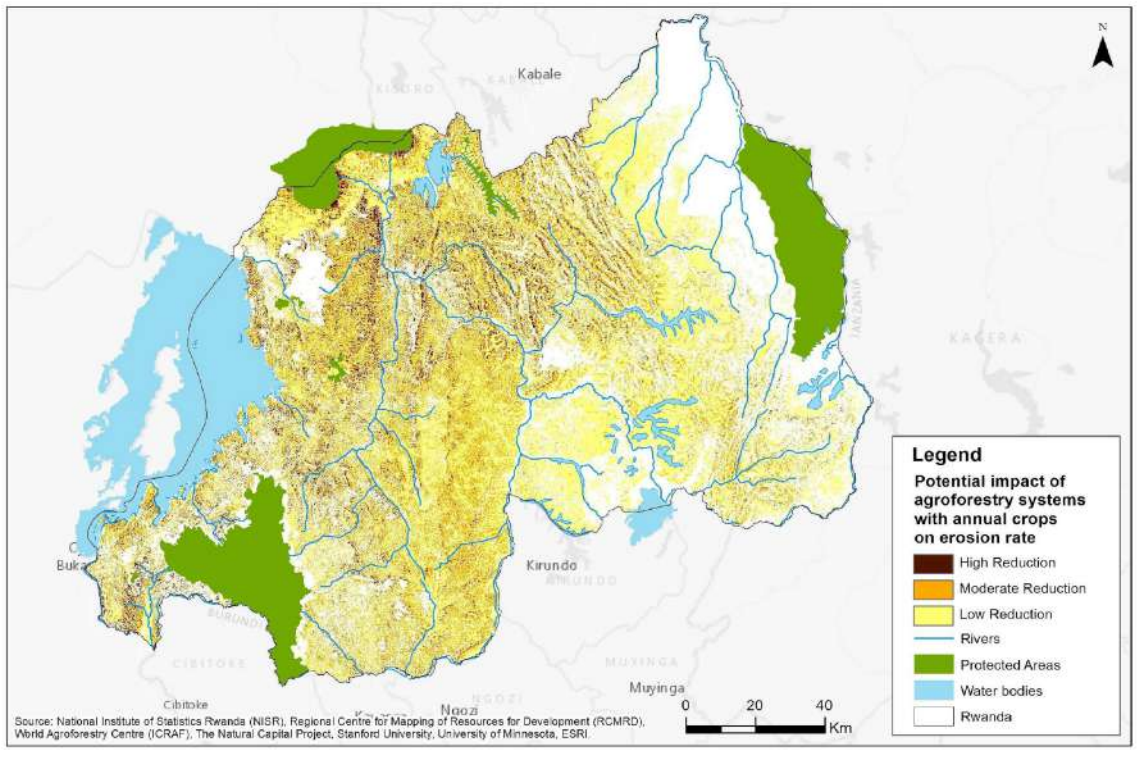 N
Kabale
KISORO
KABALE
TANZANIA
KAGERA
Legend
Potential impact of
agroforestry systems
with annual crops
on erosion rate
High Reduction
Moderate Reduction
Low Reduction
Rivers
Protected Areas
Water bodies
Rwanda
Buka
Kirundo
KIRUNDO
BURUNDI
CIBITOKE
MUYINGA
Muyinga
NGOZI
Cibitoke
Ngozi
0 20 40
Km
Source: National Institute of Statistics Rwanda (NISR), Regional Centre for Mapping of Resources for Development (RCMRD),
World Agroforestry Centre (ICRAF), The Natural Capital Project, Stanford University, University of Minnesota, ESRI.